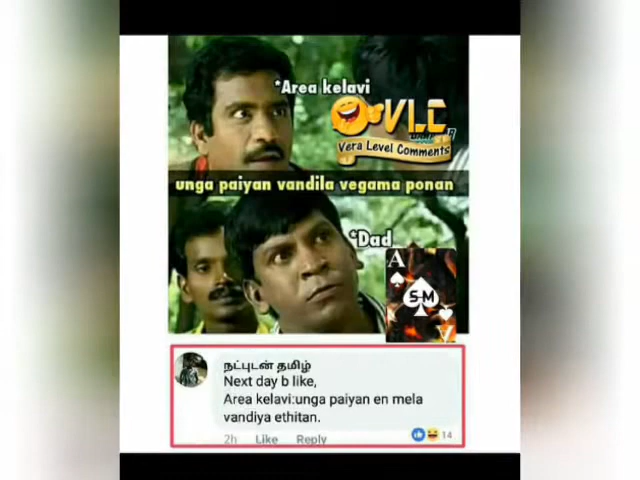 *Area kelavi
VLC
Vera Level Comments
unga paiyan vandila vegama ponan
*Dad
A
S-M
A
நட்புடன் தமிழ்
Next day b like,
Area kelavi:unga paiyan en mela
vandiya ethitan.
2h Like Reply 14